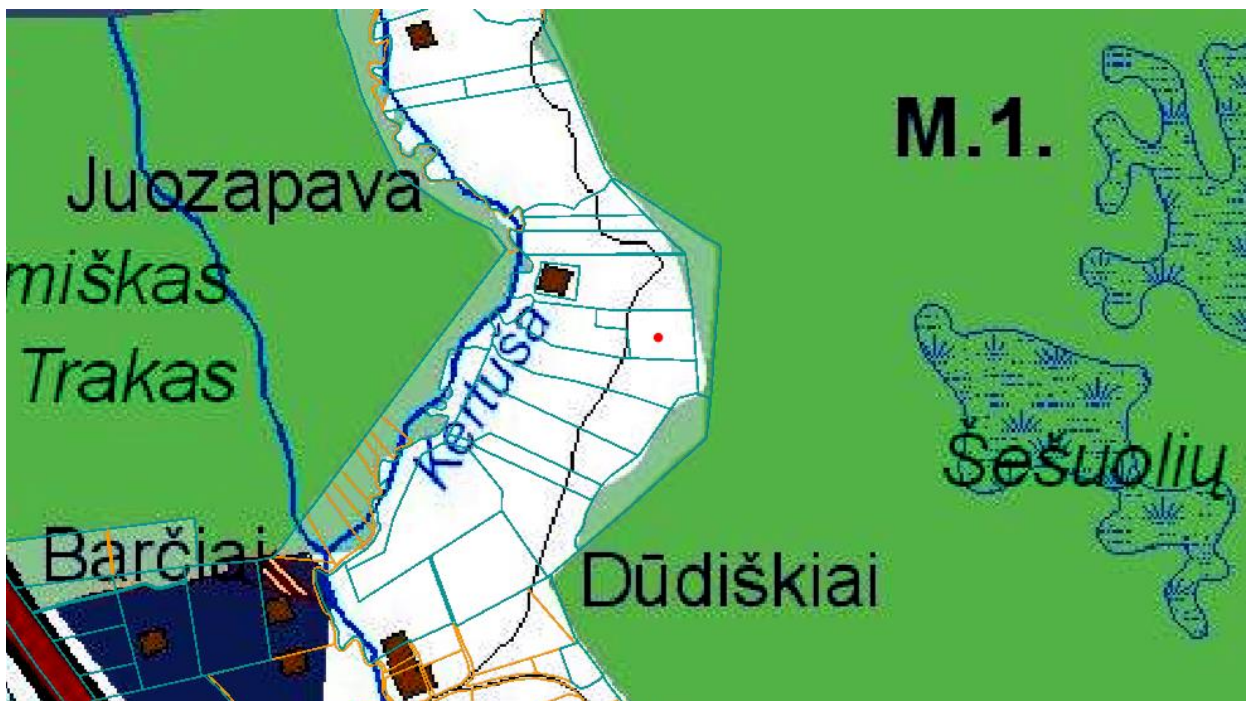 M.1.
Juozapava
miškas
Trakas
Kertuša
Šešuolių
Barčiai
Dūdiškiai